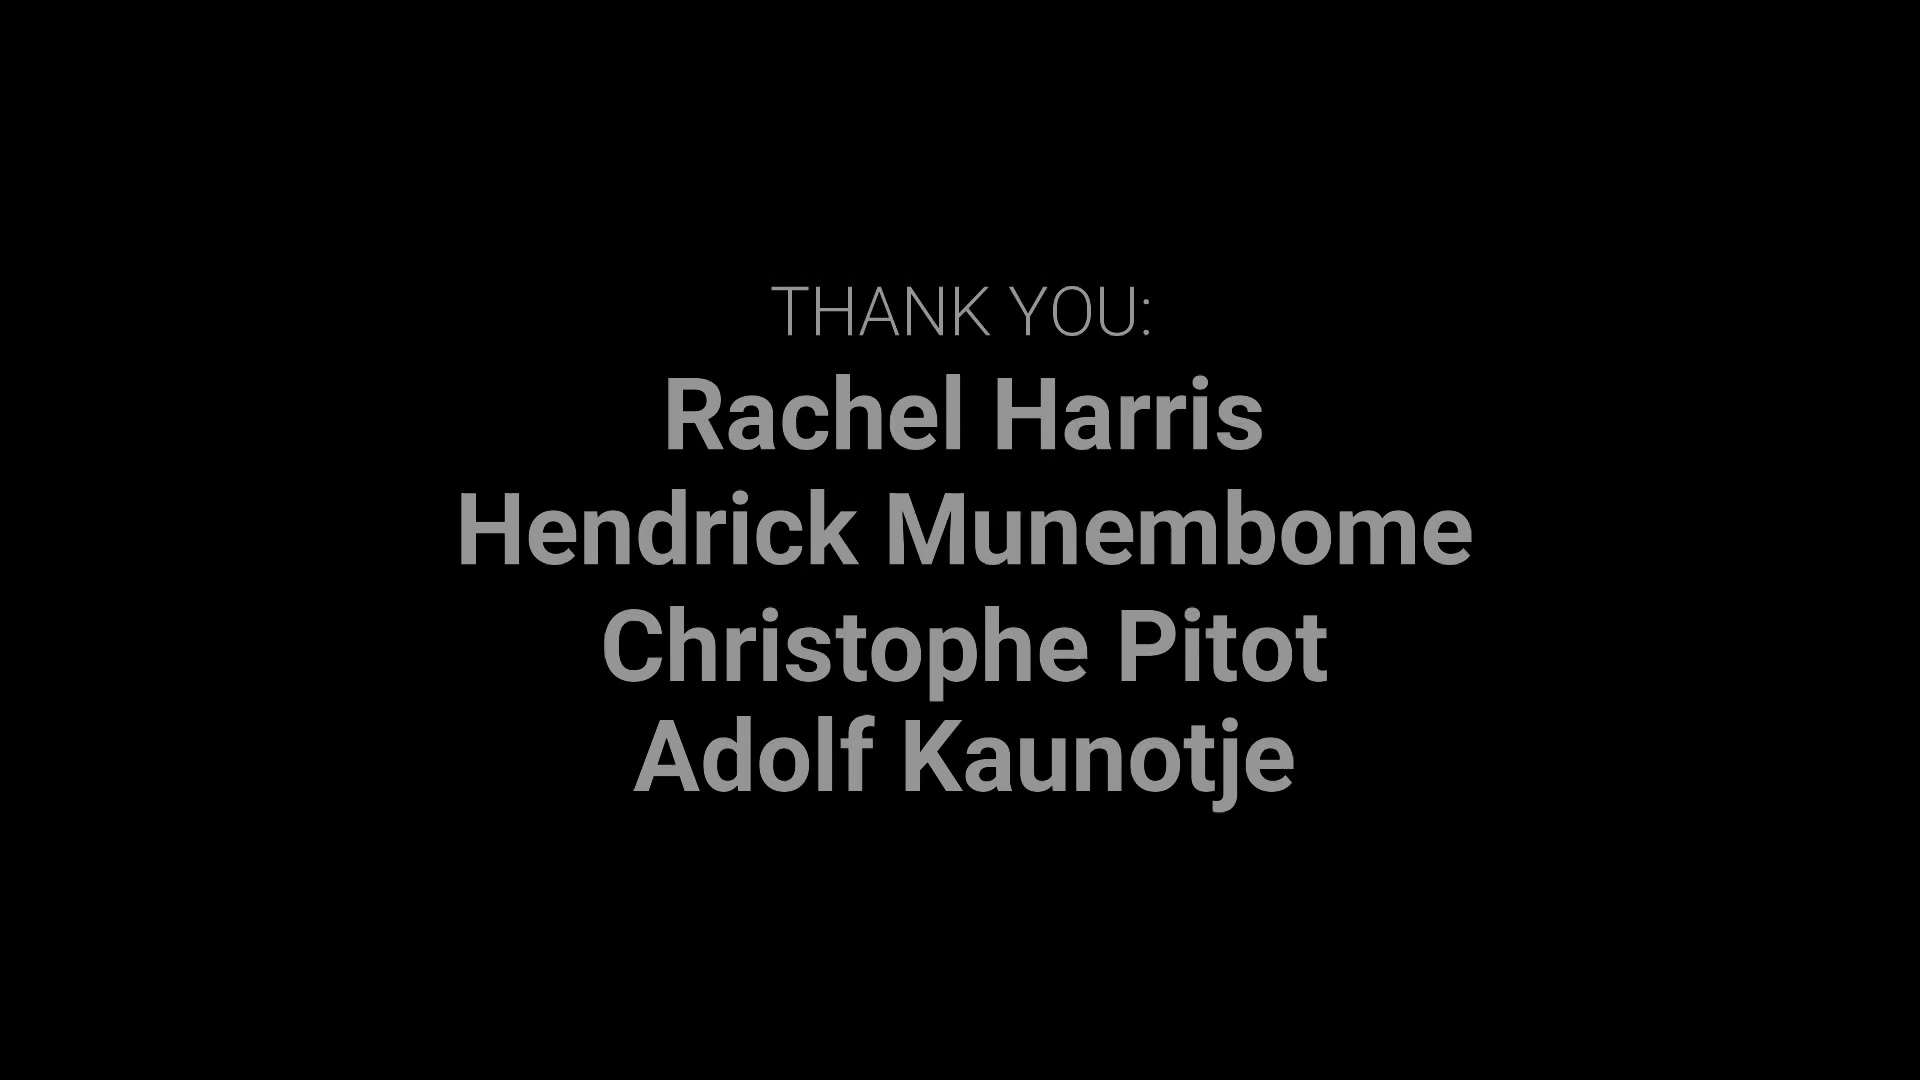 THANK YOU:
Rachel Harris
Hendrick Munembome
Christophe Pitot
Adolf Kaunotje